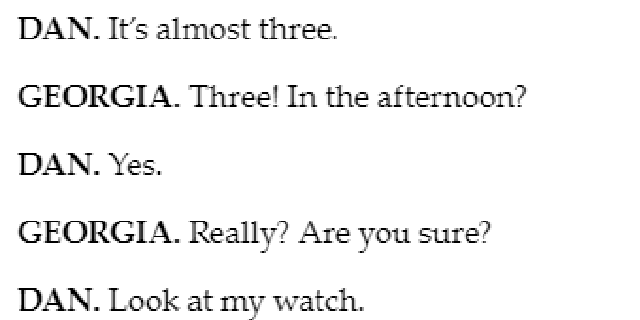 DAN. It’s almost three.
GEORGIA. Three! In the afternoon?
DAN. Yes.
GEORGIA. Really? Are you sure?
DAN. Look at my watch.